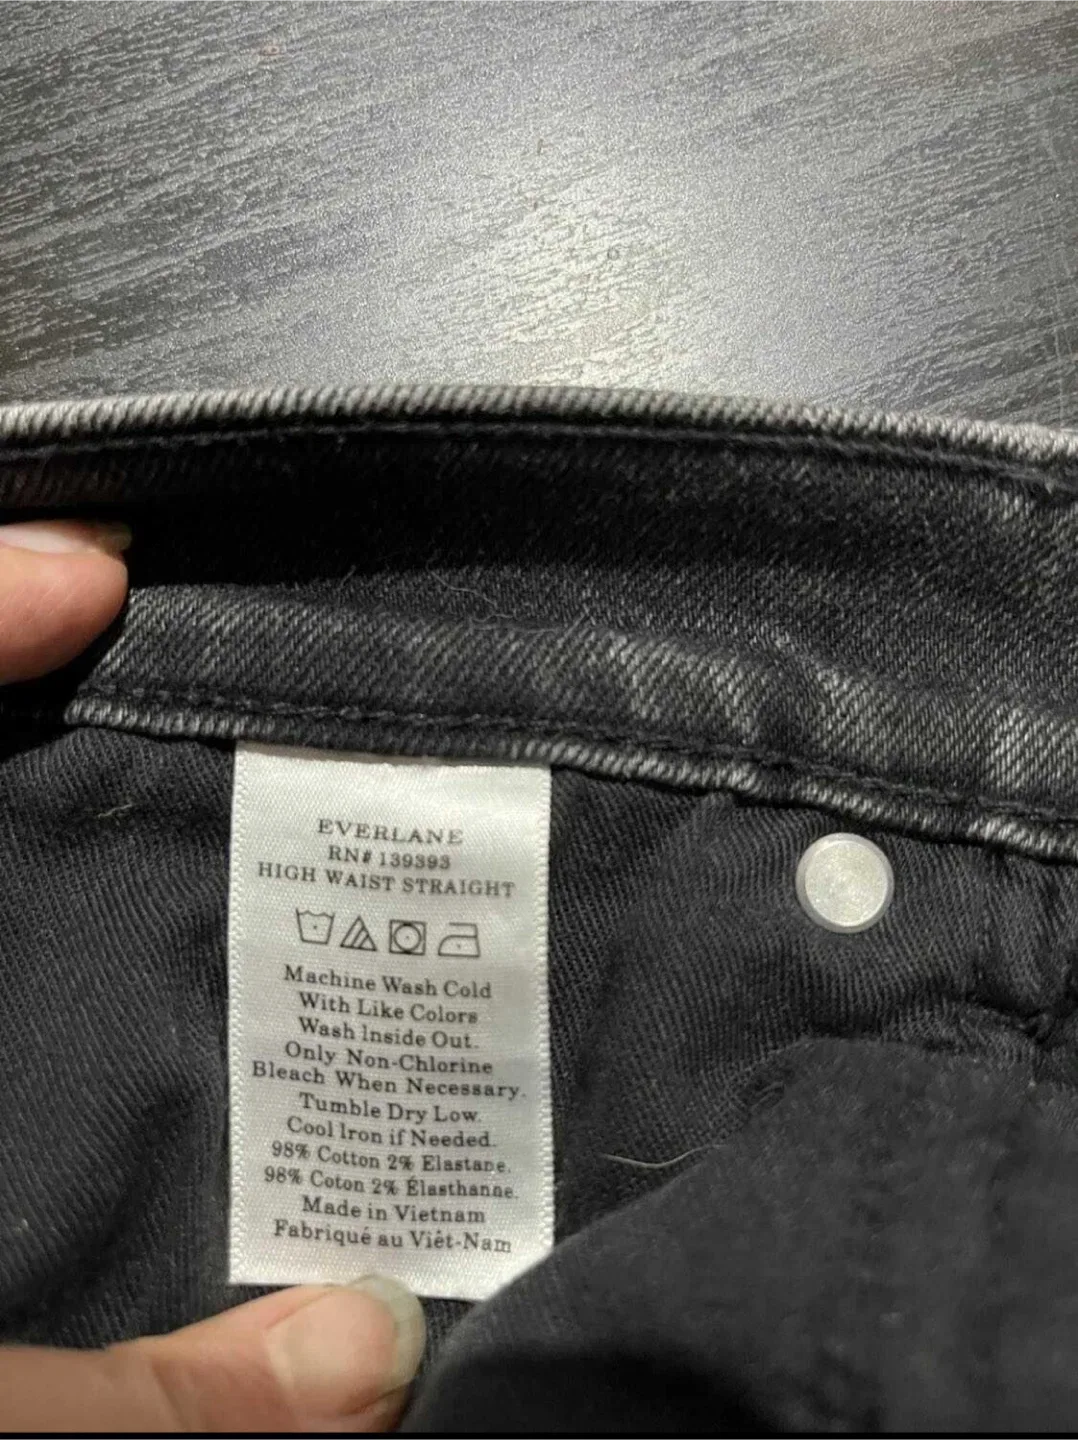 EVERLANE
RN# 139393
HIGH WAIST STRAIGHT
Machine Wash Cold
With Like Colors
Wash Inside Out.
Only Non-Chlorine
Bleach When Necessary.
Tumble Dry Low.
Cool Iron if Needed.
98% Cotton 2% Elastane.
98% Coton 2% Élasthanne.
Made in Vietnam
Fabriqué au Viêt-Nam